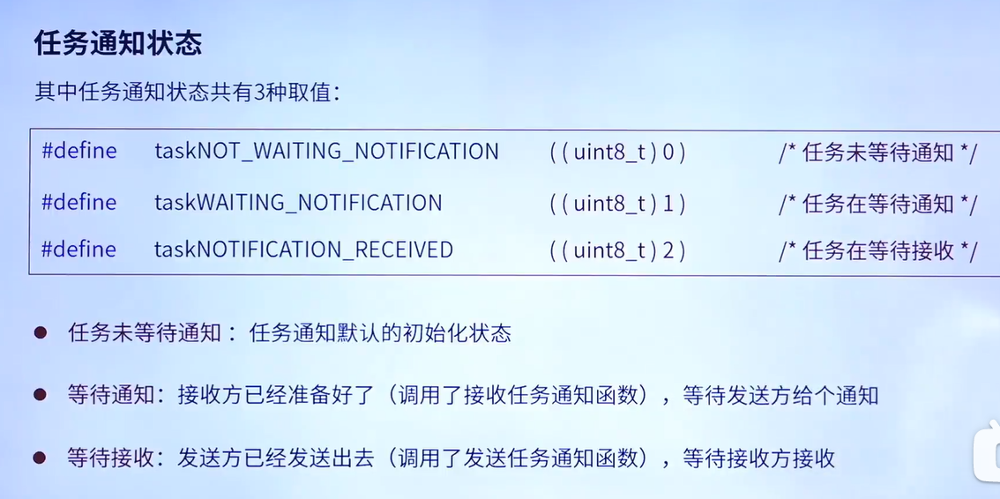 任务通知状态
其中任务通知状态共有3种取值：
#define taskNOT_WAITING_NOTIFICATION ( ( uint8_t ) 0 ) /* 任务未等待通知 */
#define taskWAITING_NOTIFICATION ( ( uint8_t ) 1 ) /* 任务在等待通知 */
#define taskNOTIFICATION_RECEIVED ( ( uint8_t ) 2 ) /* 任务在等待接收 */
● 任务未等待通知 ：任务通知默认的初始化状态
● 等待通知：接收方已经准备好了（调用了接收任务通知函数），等待发送方给个通知
● 等待接收：发送方已经发送出去（调用了发送任务通知函数），等待接收方接收